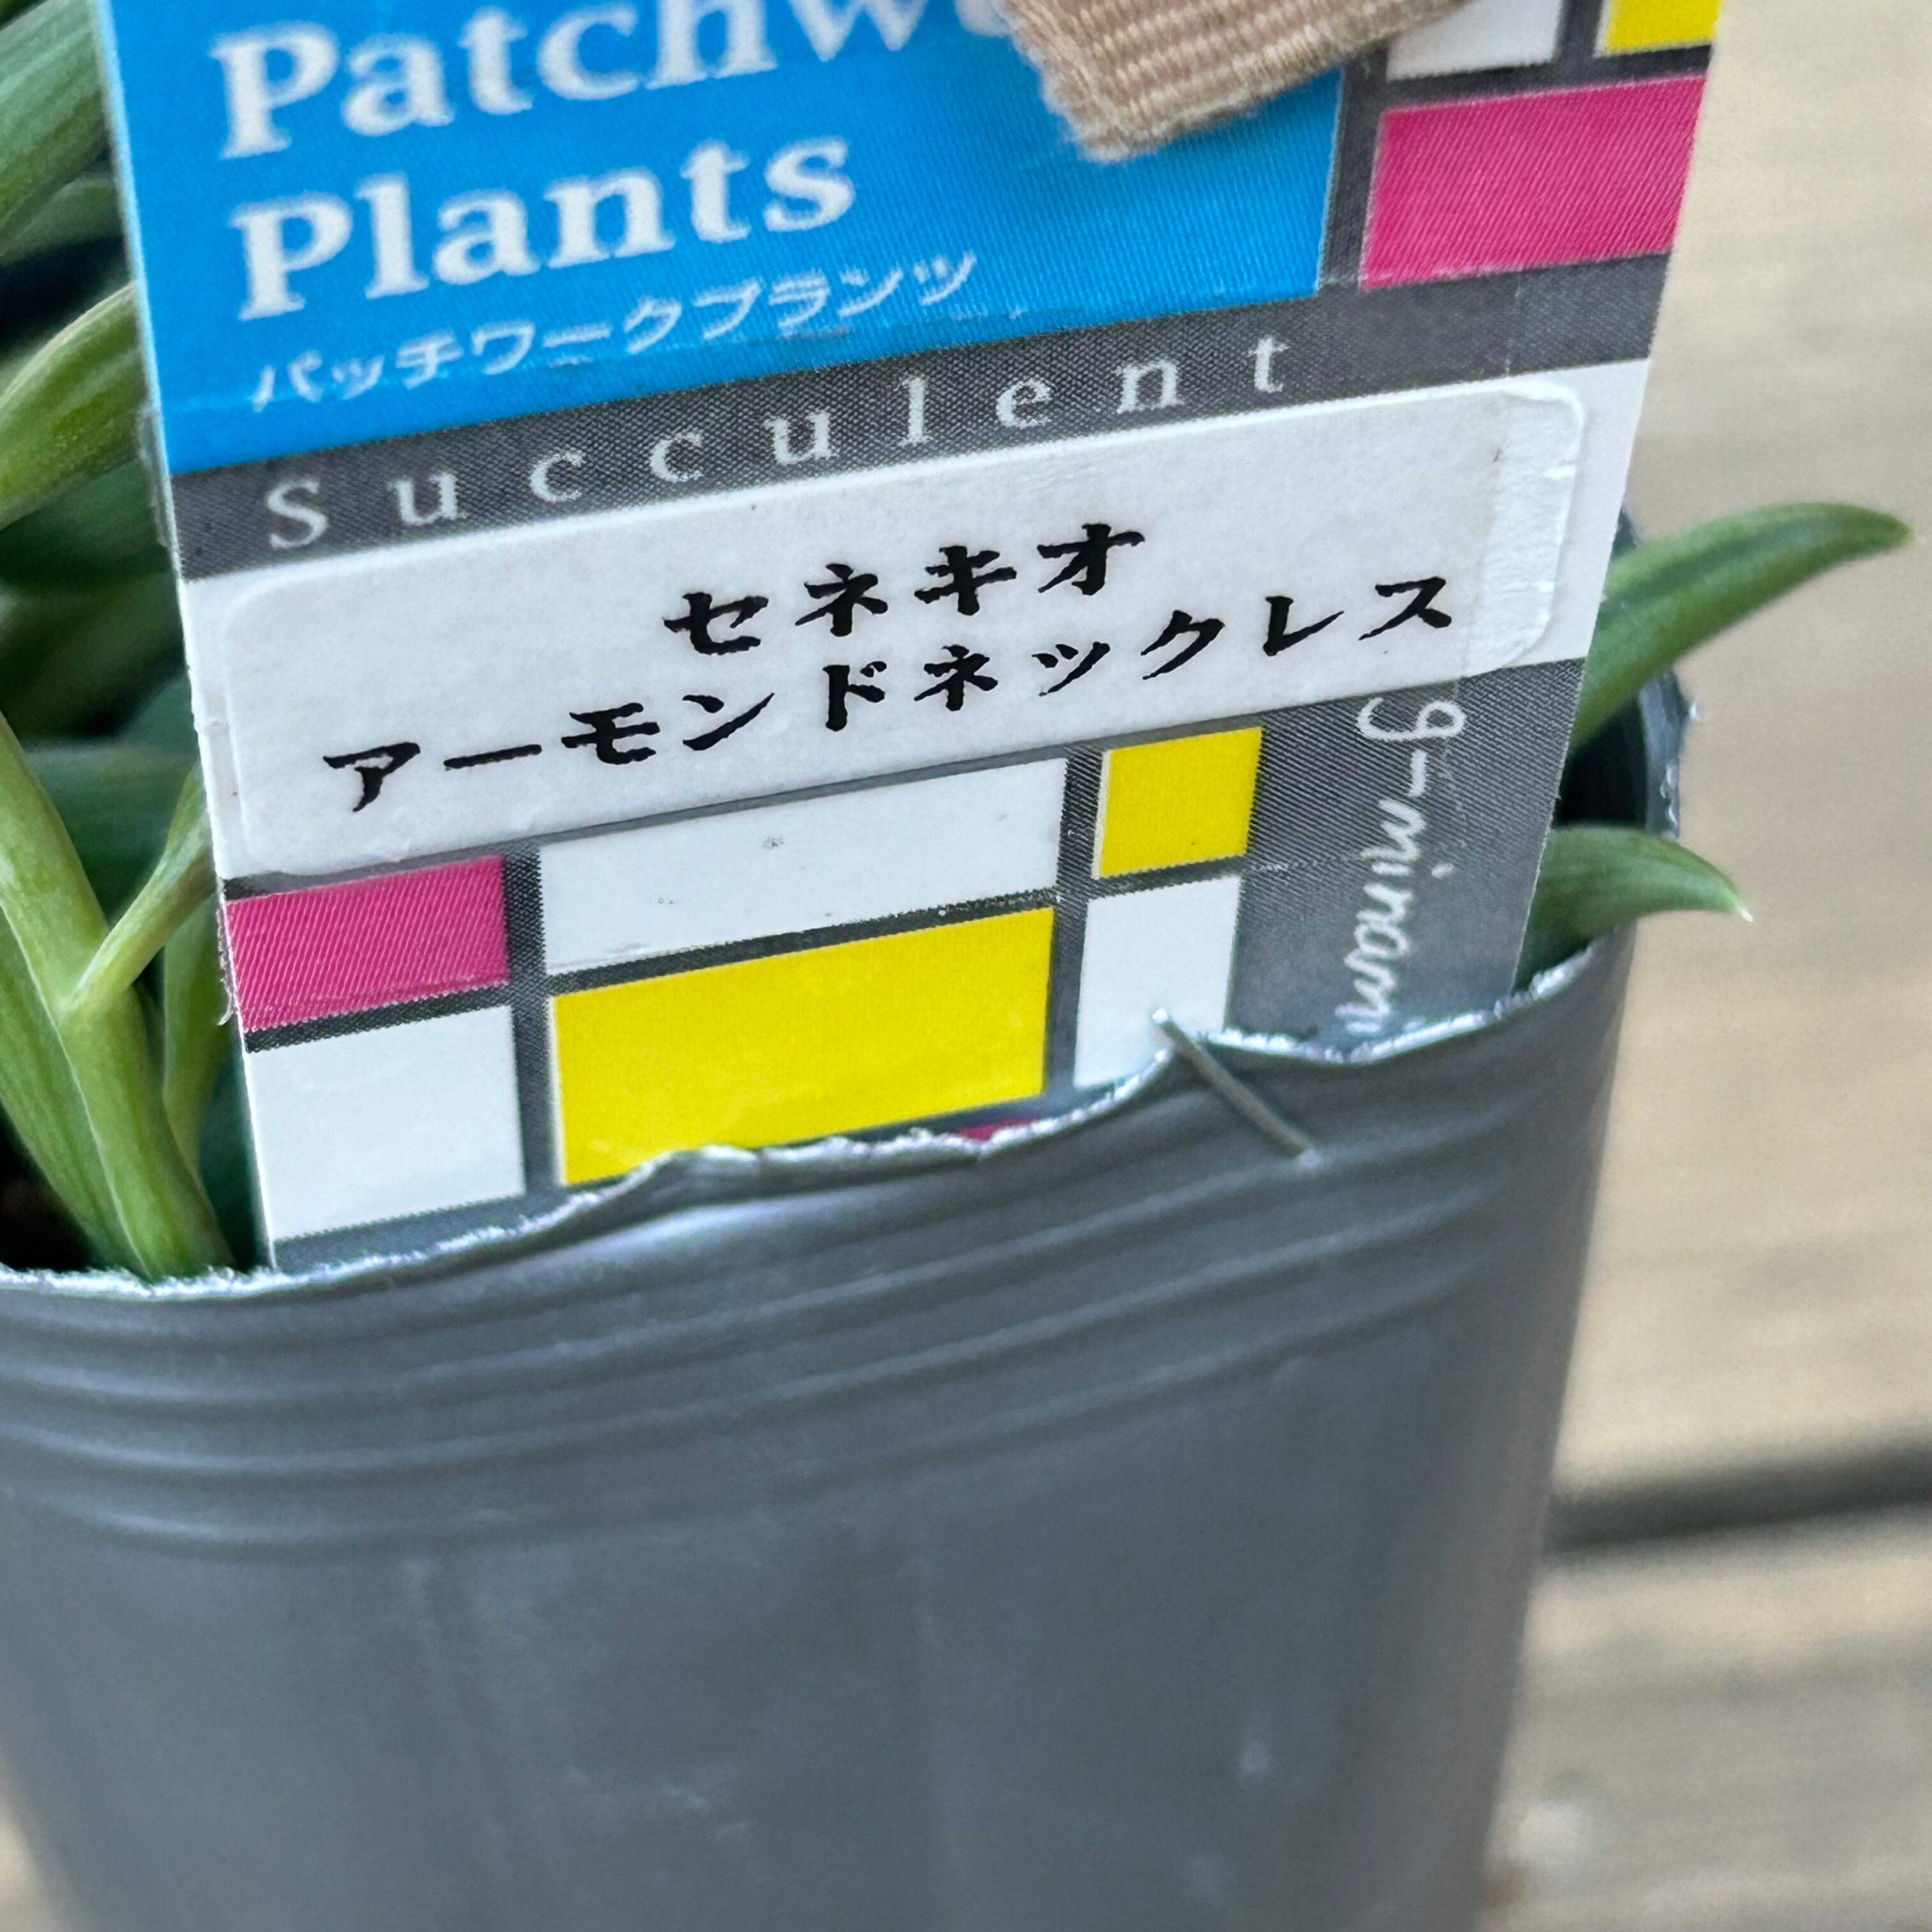 Patchw
Plants
パッチワークプランツ
Succulent
セネキオ
アーモンドネックレス
g-minami